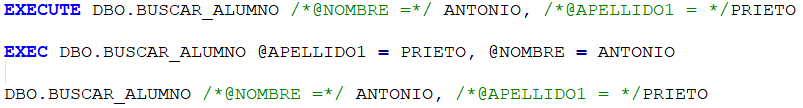 EXECUTE DBO.BUSCAR_ALUMNO /*@NOMBRE =*/ ANTONIO, /*@APELLIDO1 = */PRIETO
EXEC DBO.BUSCAR_ALUMNO @APELLIDO1 = PRIETO, @NOMBRE = ANTONIO
DBO.BUSCAR_ALUMNO /*@NOMBRE =*/ ANTONIO, /*@APELLIDO1 = */PRIETO